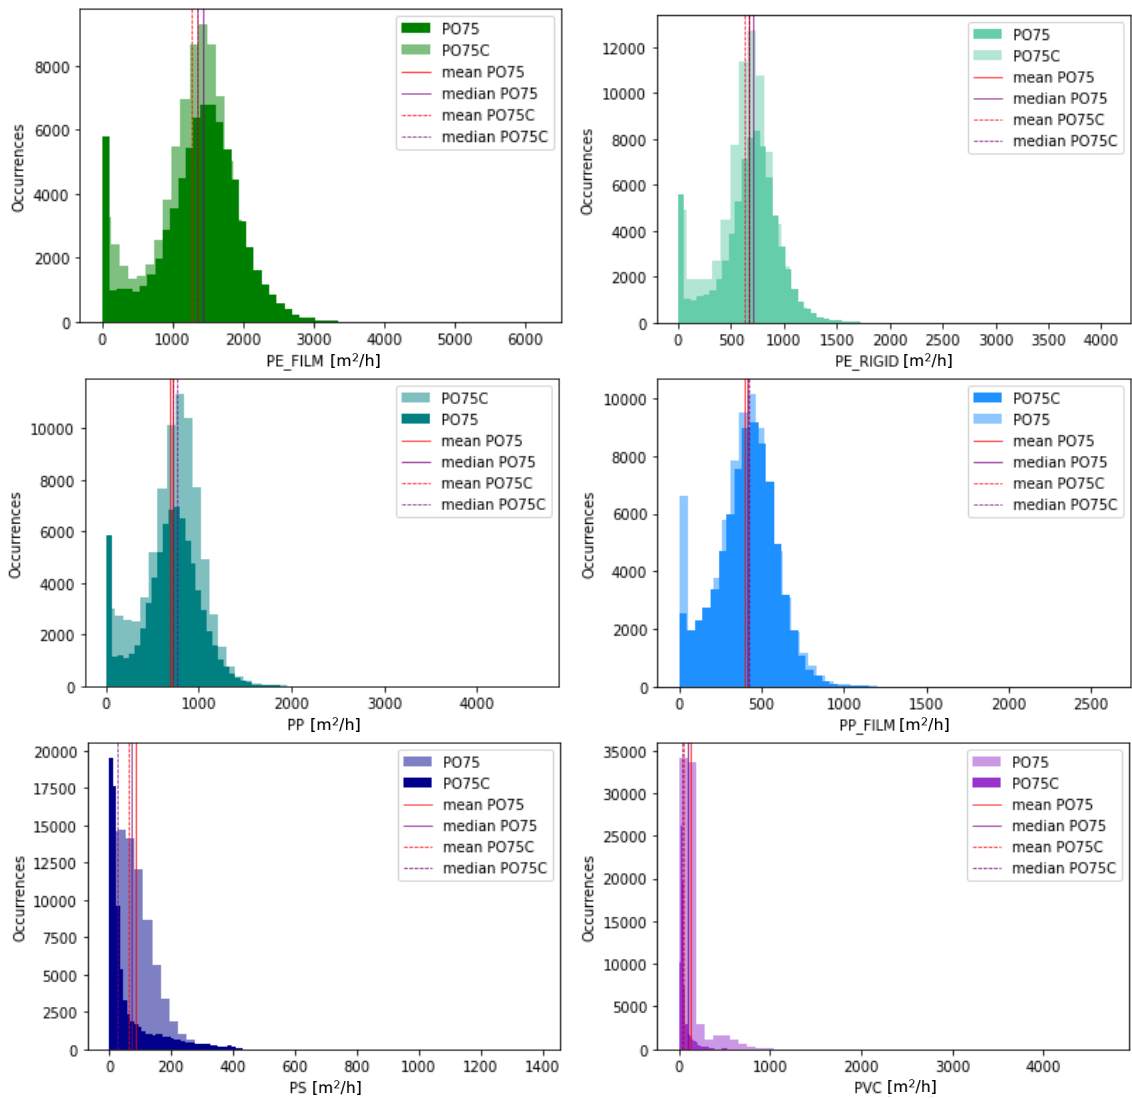 PO75
PO75C
mean PO75
median PO75
mean PO75C
median PO75C
8000
6000
4000
2000
0
Occurrences
0 1000 2000 3000 4000 5000 6000
PE_FILM [m²/h]
PO75
PO75C
mean PO75
median PO75
mean PO75C
median PO75C
12000
10000
8000
6000
4000
2000
0
Occurrences
0 500 1000 1500 2000 2500 3000 3500 4000
PE_RIGID [m²/h]
PO75C
PO75
mean PO75
median PO75
mean PO75C
median PO75C
10000
8000
6000
4000
2000
0
Occurrences
0 1000 2000 3000 4000
PP [m²/h]
PO75C
PO75
mean PO75
median PO75
mean PO75C
median PO75C
10000
8000
6000
4000
2000
0
Occurrences
0 500 1000 1500 2000 2500
PP_FILM [m²/h]
PO75
PO75C
mean PO75
median PO75
mean PO75C
median PO75C
20000
17500
15000
12500
10000
7500
5000
2500
0
Occurrences
0 200 400 600 800 1000 1200 1400
PS [m²/h]
PO75
PO75C
mean PO75
median PO75
mean PO75C
median PO75C
35000
30000
25000
20000
15000
10000
5000
0
Occurrences
0 1000 2000 3000 4000
PVC [m²/h]